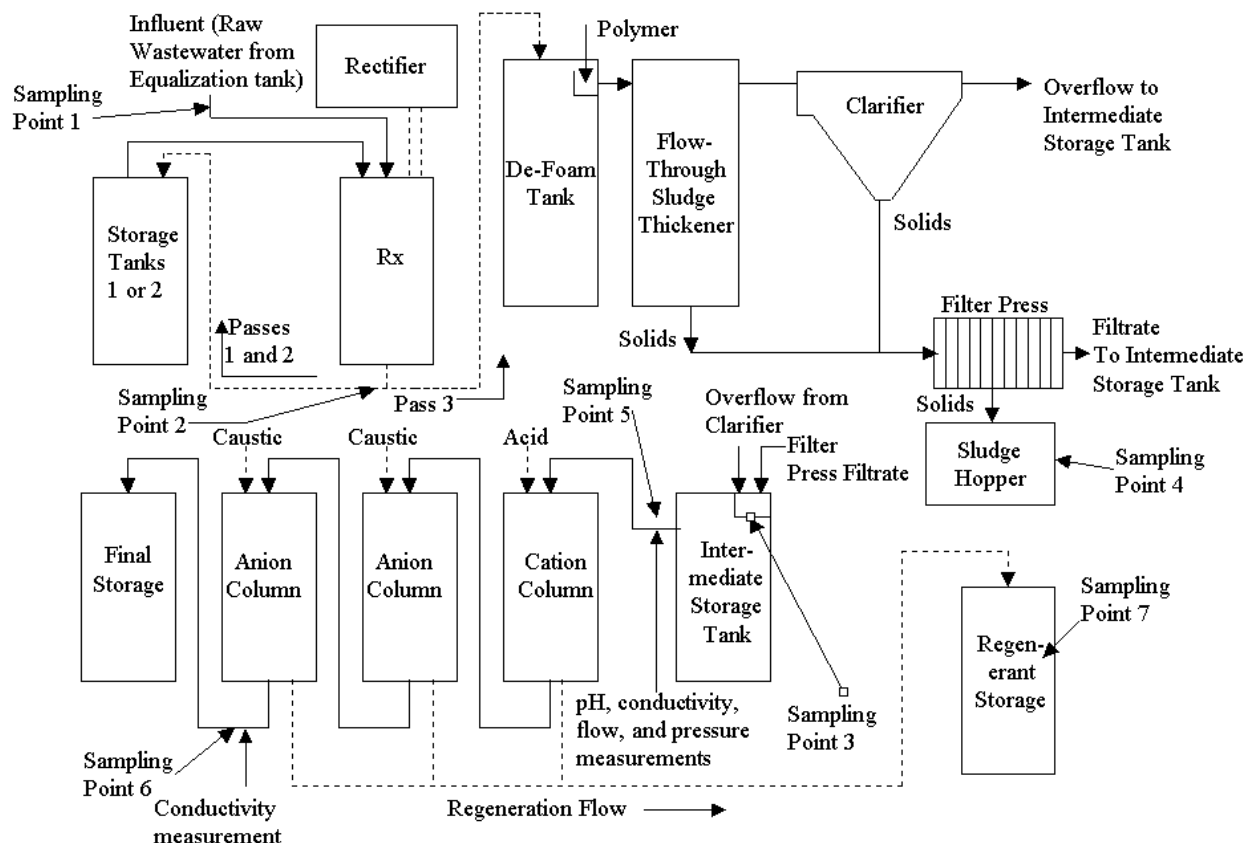 Influent (Raw
Wastewater from
Equalization tank)
Rectifier
Polymer
Sampling
Point 1
Clarifier
Overflow to
Intermediate
Storage Tank
De-Foam
Tank
Flow-
Through
Sludge
Thickener
Storage
Tanks
1 or 2
Rx
Solids
Passes
1 and 2
Solids
Filter Press
Filtrate
To Intermediate
Storage Tank
Sampling
Point 2
Pass 3
Sampling
Point 5
Overflow from
Clarifier
Solids
Caustic
Caustic
Acid
Filter
Press Filtrate
Sludge
Hopper
Sampling
Point 4
Final
Storage
Anion
Column
Anion
Column
Cation
Column
Inter-
mediate
Storage
Tank
Sampling
Point 7
Regen-
erant
Storage
pH, conductivity,
flow, and pressure
measurements
Sampling
Point 3
Sampling
Point 6
Conductivity
measurement
Regeneration Flow